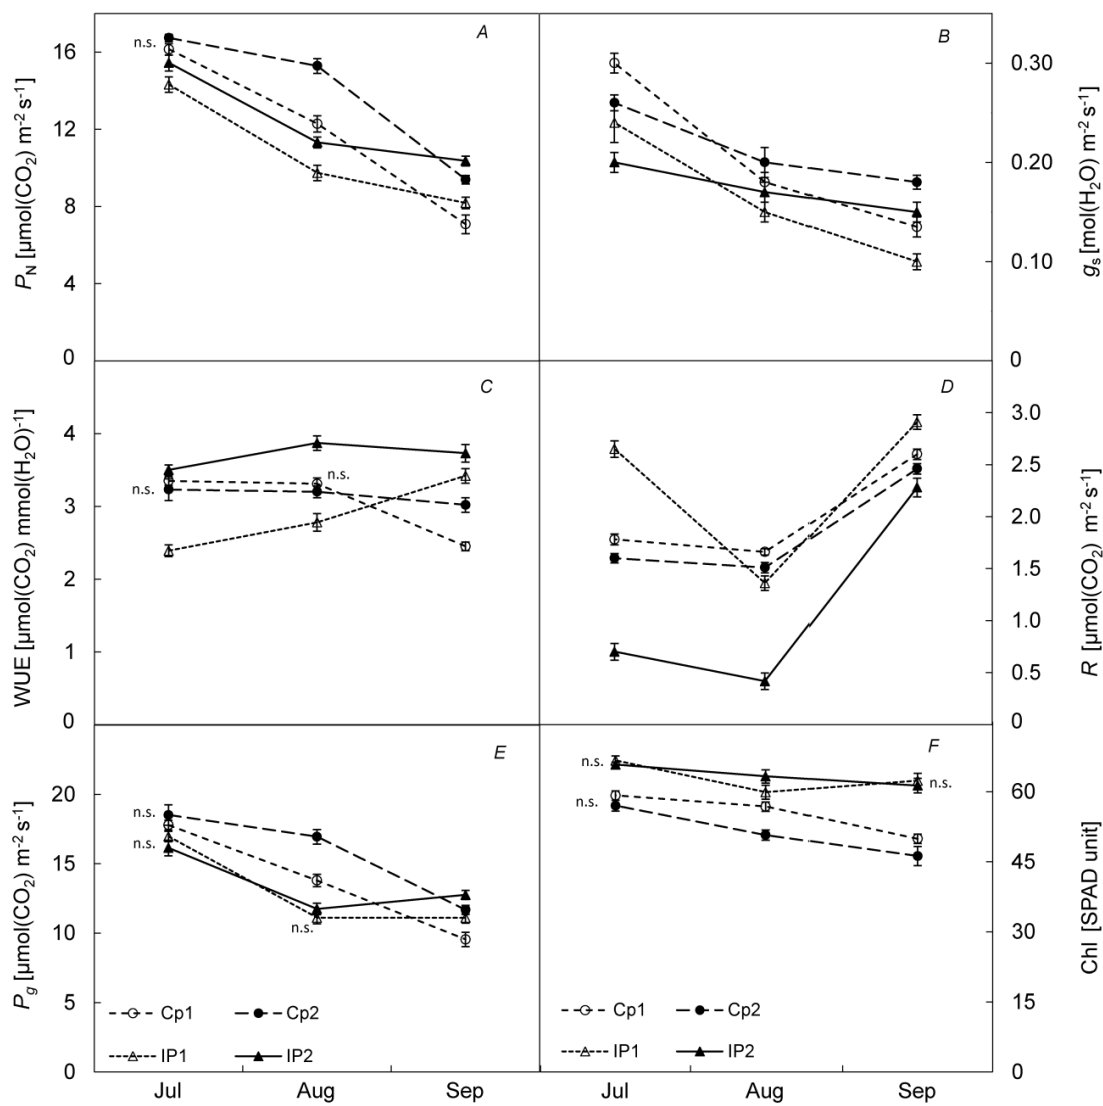 A
n.s.
16
12
8
4
0
P_N [µmol(CO₂) m⁻² s⁻¹]
B
0.30
0.20
0.10
0
g_s [mol(H₂O) m⁻² s⁻¹]
C
4
3
2
1
0
n.s.
n.s.
WUE [µmol(CO₂) mmol(H₂O)⁻¹]
D
3.0
2.5
2.0
1.5
1.0
0.5
0
R [µmol(CO₂) m⁻² s⁻¹]
E
20
15
10
5
0
n.s.
n.s.
n.s.
P_g [µmol(CO₂) m⁻² s⁻¹]
Cp1
Cp2
IP1
IP2
Jul
Aug
Sep
F
n.s.
n.s.
n.s.
60
45
30
15
0
Chl [SPAD unit]
Cp1
Cp2
IP1
IP2
Jul
Aug
Sep